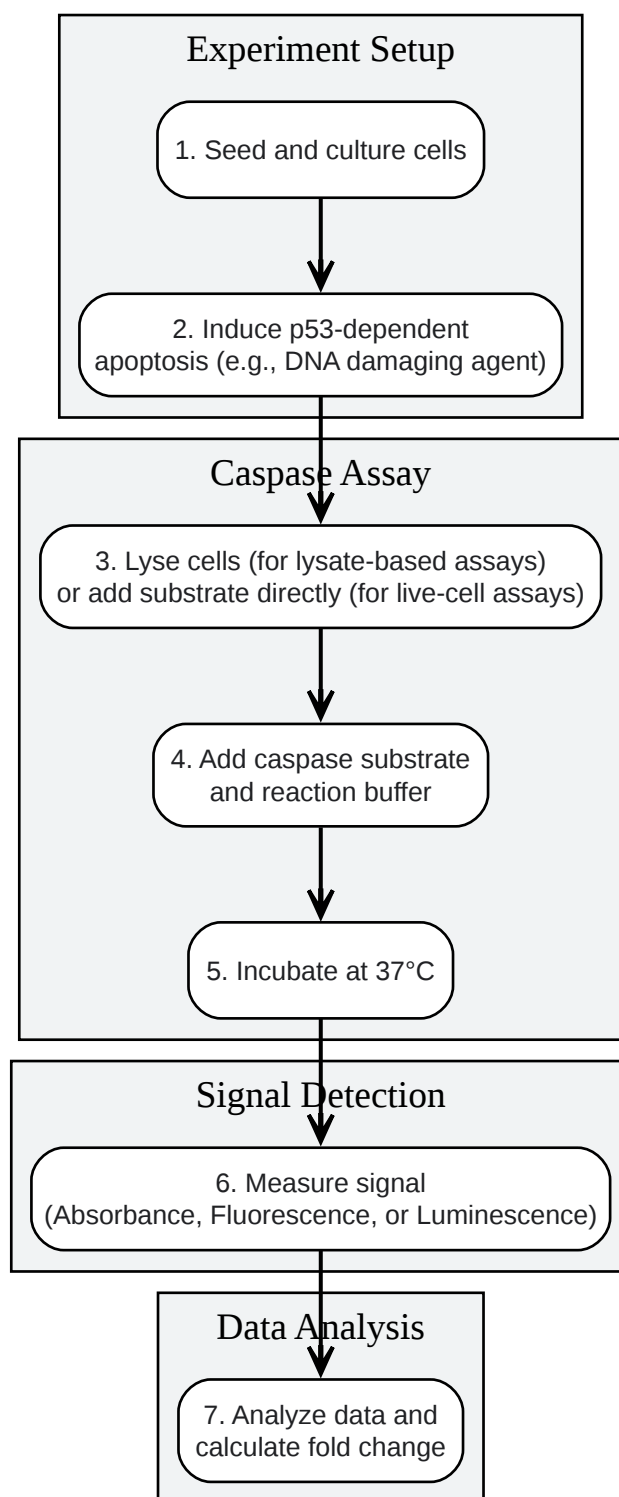 Experiment Setup
1. Seed and culture cells
2. Induce p53-dependent
apoptosis (e.g., DNA damaging agent)
Caspase Assay
3. Lyse cells (for lysate-based assays)
or add substrate directly (for live-cell assays)
4. Add caspase substrate
and reaction buffer
5. Incubate at 37°C
Signal Detection
6. Measure signal
(Absorbance, Fluorescence, or Luminescence)
Data Analysis
7. Analyze data and
calculate fold change